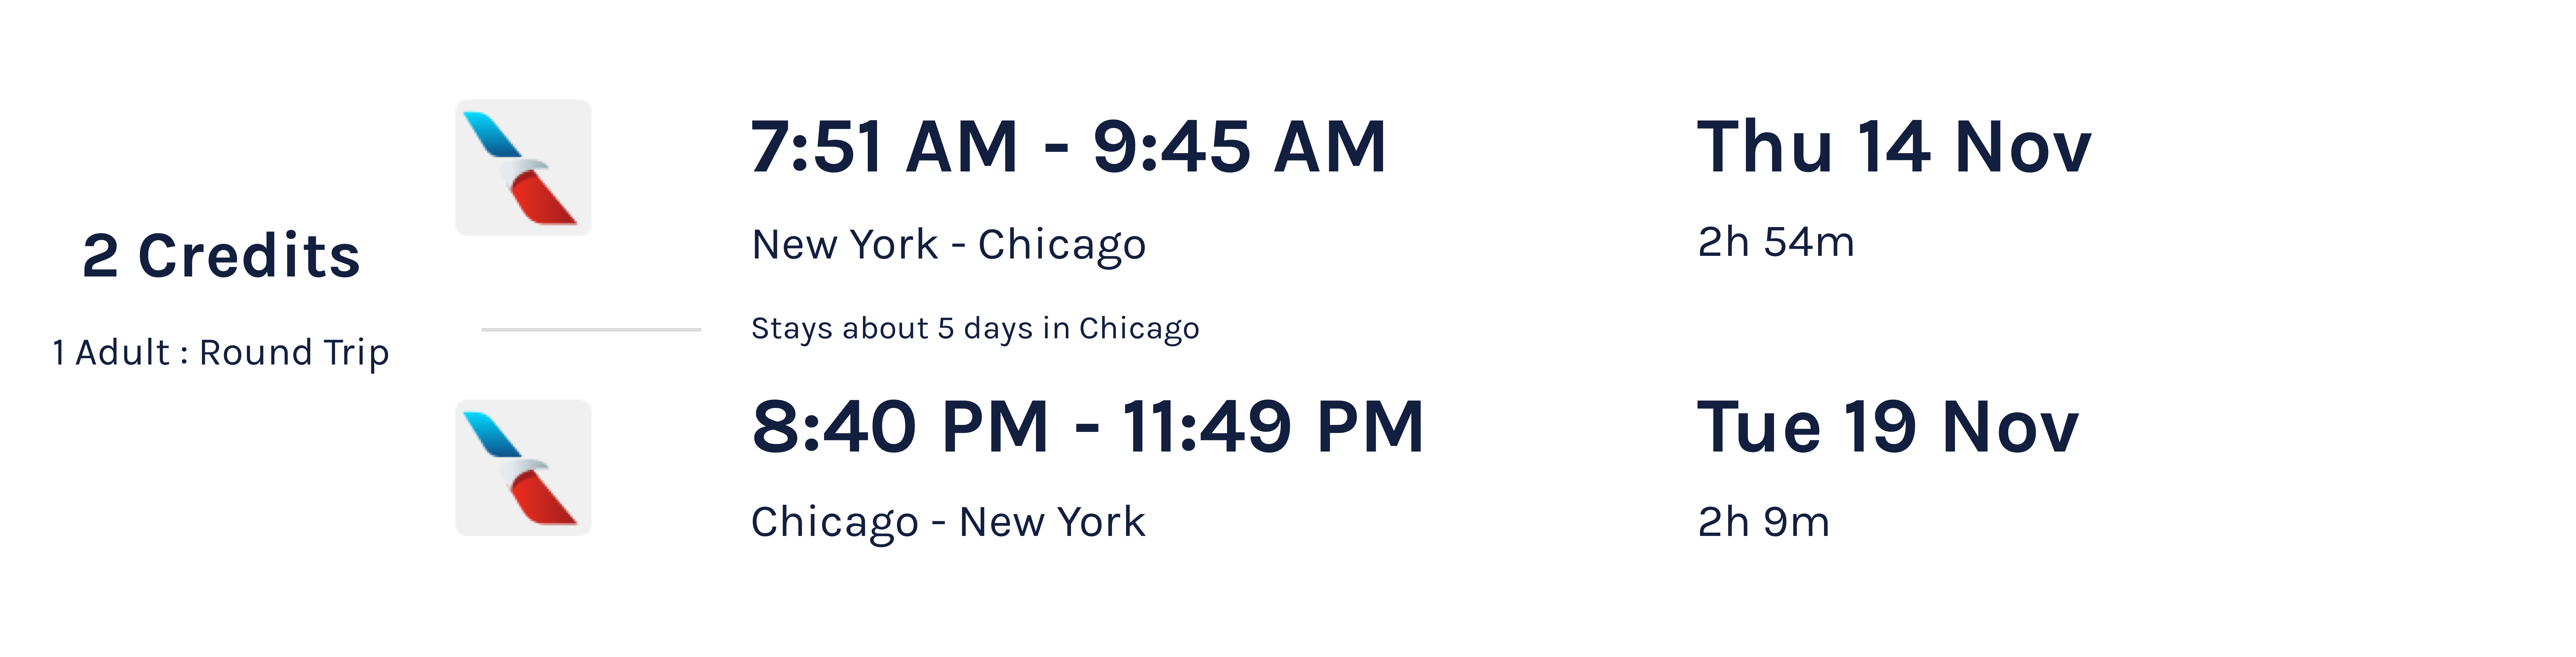 2 Credits
1 Adult : Round Trip
7:51 AM - 9:45 AM
New York - Chicago
Thu 14 Nov
2h 54m
Stays about 5 days in Chicago
8:40 PM - 11:49 PM
Chicago - New York
Tue 19 Nov
2h 9m